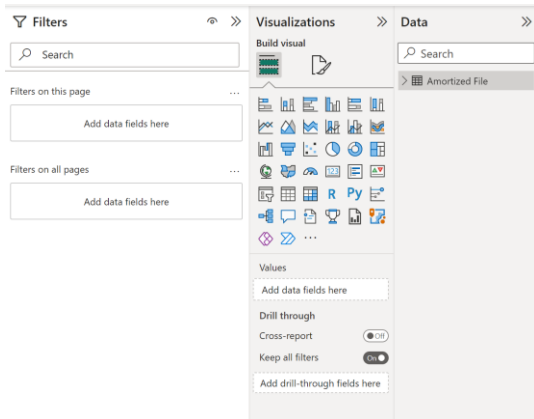 Filters
Search
Filters on this page
...
Add data fields here
Filters on all pages
...
Add data fields here
Visualizations
Build visual
123
R
Py
...
Values
Add data fields here
Drill through
Cross-report
Off
Keep all filters
On
Add drill-through fields here
Data
Search
Amortized File